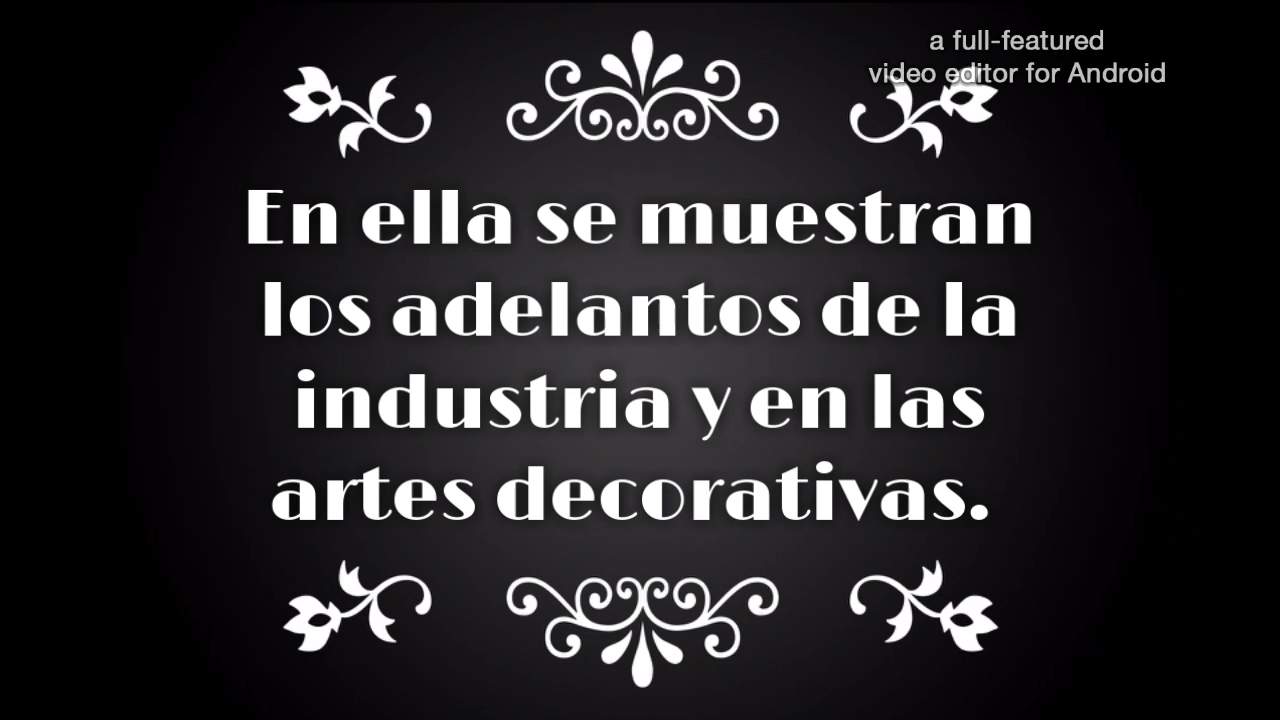 a full-featured
video editor for Android
En ella se muestran
los adelantos de la
industria y en las
artes decorativas.